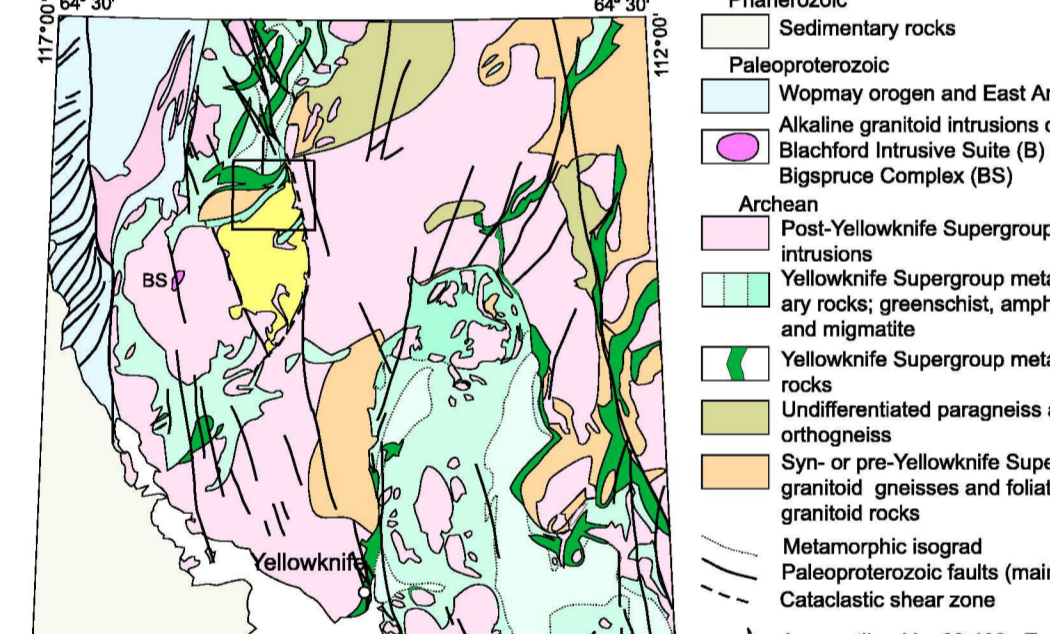 64° 30'
64° 30'
117°00'
112°00'
BS
Yellowknife
Phanerozoic
Sedimentary rocks
Paleoproterozoic
Wopmay orogen and East
Alkaline granitoid intrusions
Blachford Intrusive Suite (B)
Bigspruce Complex (BS)
Archean
Post-Yellowknife Supergroup
intrusions
Yellowknife Supergroup meta
ary rocks; greenschist, amph
and migmatite
Yellowknife Supergroup meta
rocks
Undifferentiated paragneiss a
orthogneiss
Syn- or pre-Yellowknife Supe
granitoid gneisses and foliat
granitoid rocks
Metamorphic isograd
Paleoproterozoic faults (mai
Cataclastic shear zone